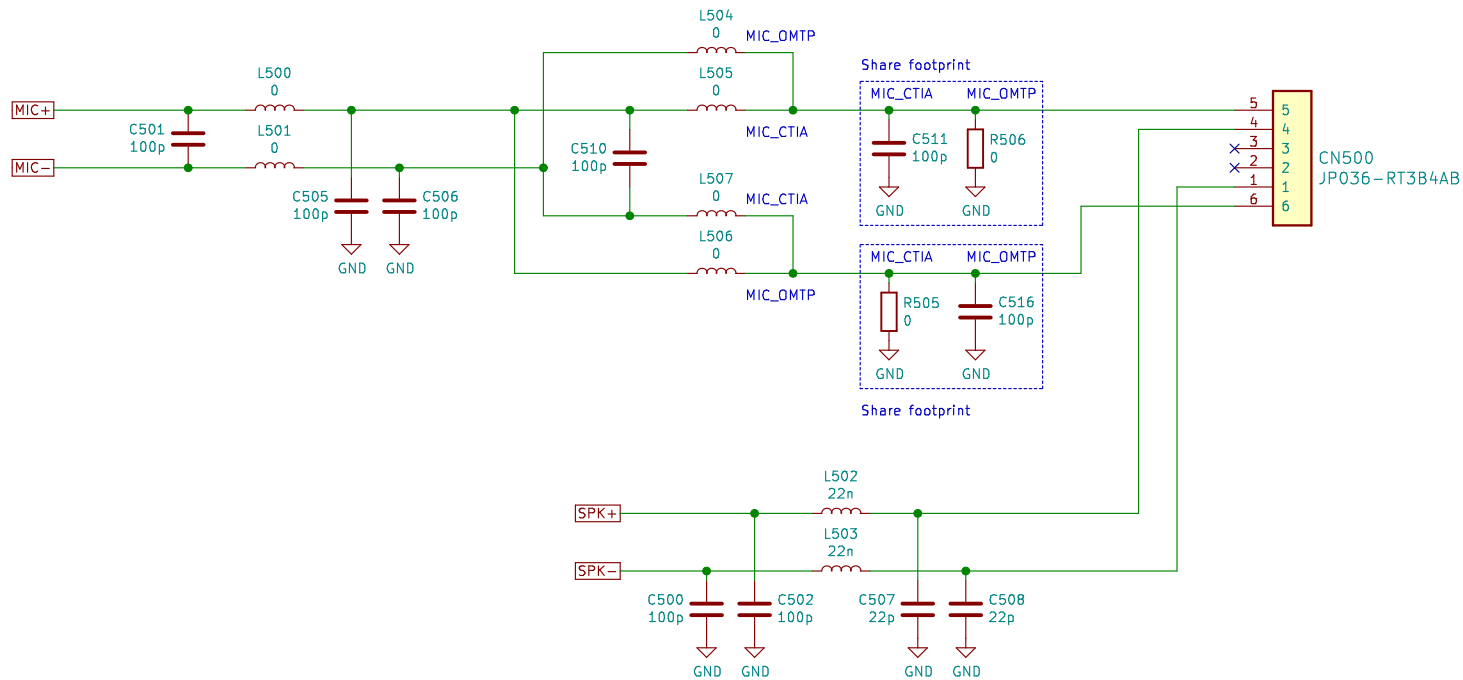 L504
0
MIC_OMTP
Share footprint
L500
0
L505
0
MIC_CTIA
MIC_OMTP
MIC+
5
5
C501
100p
L501
0
MIC_CTIA
4
4
C511
100p
R506
0
3
3
C510
100p
CN500
JP036-RT3B4AB
MIC-
2
2
L507
0
1
1
C505
100p
C506
100p
MIC_CTIA
6
6
GND
GND
L506
0
GND
GND
MIC_CTIA
MIC_OMTP
MIC_OMTP
R505
0
C516
100p
GND
GND
Share footprint
L502
22n
SPK+
L503
22n
SPK-
C500
100p
C502
100p
C507
22p
C508
22p
GND
GND
GND
GND